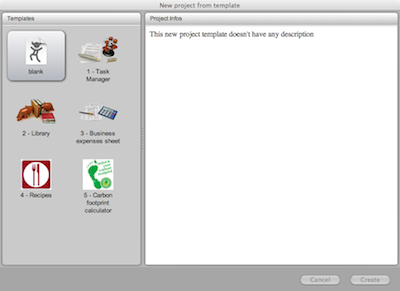 New project from template
Templates
Project Infos
This new project template doesn't have any description
blank
1 - Task
Manager
2 - Library
3 - Business
expenses sheet
4 - Recipes
5 - Carbon
footprint
calculator
Cancel
Create